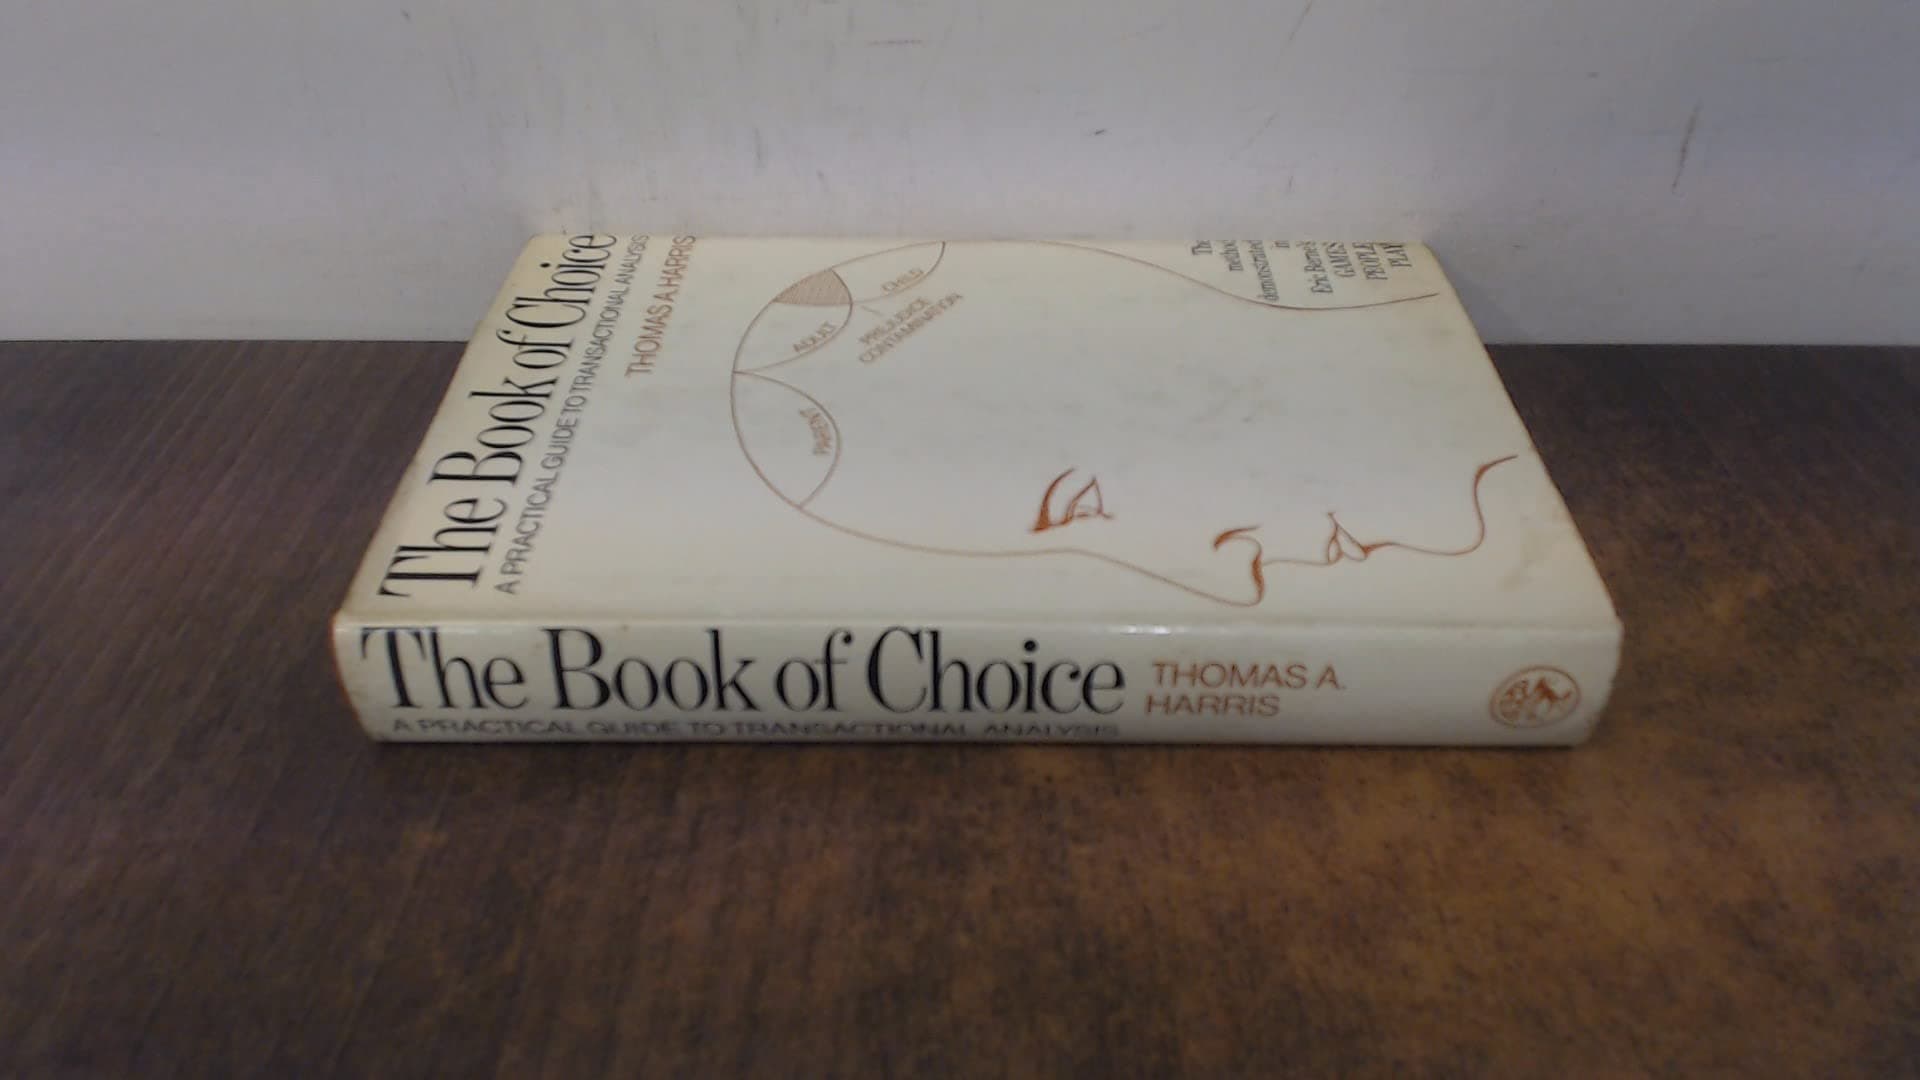 The Book of Choice
A PRACTICAL GUIDE TO TRANSACTIONAL ANALYSIS
THOMAS A HARRIS
CHILD
ADULT
PREJUDICE
CONTAMINATION
PARENT
The
method
demonstrated
in
Eric Berne's
GAMES
PEOPLE
PLAY
The Book of Choice
THOMAS A.
HARRIS
A PRACTICAL GUIDE TO TRANSACTIONAL ANALYSIS